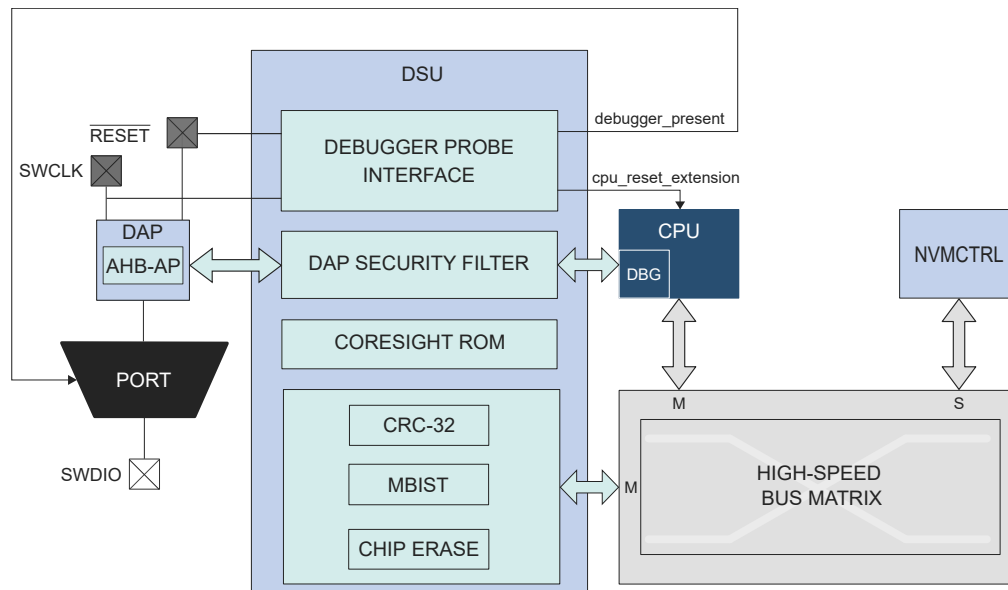 DSU
debugger_present
RESET
DEBUGGER PROBE
INTERFACE
SWCLK
cpu_reset_extension
DAP
AHB-AP
DAP SECURITY FILTER
CPU
DBG
NVMCTRL
CORESIGHT ROM
PORT
M
S
CRC-32
SWDIO
MBIST
M
HIGH-SPEED
BUS MATRIX
CHIP ERASE